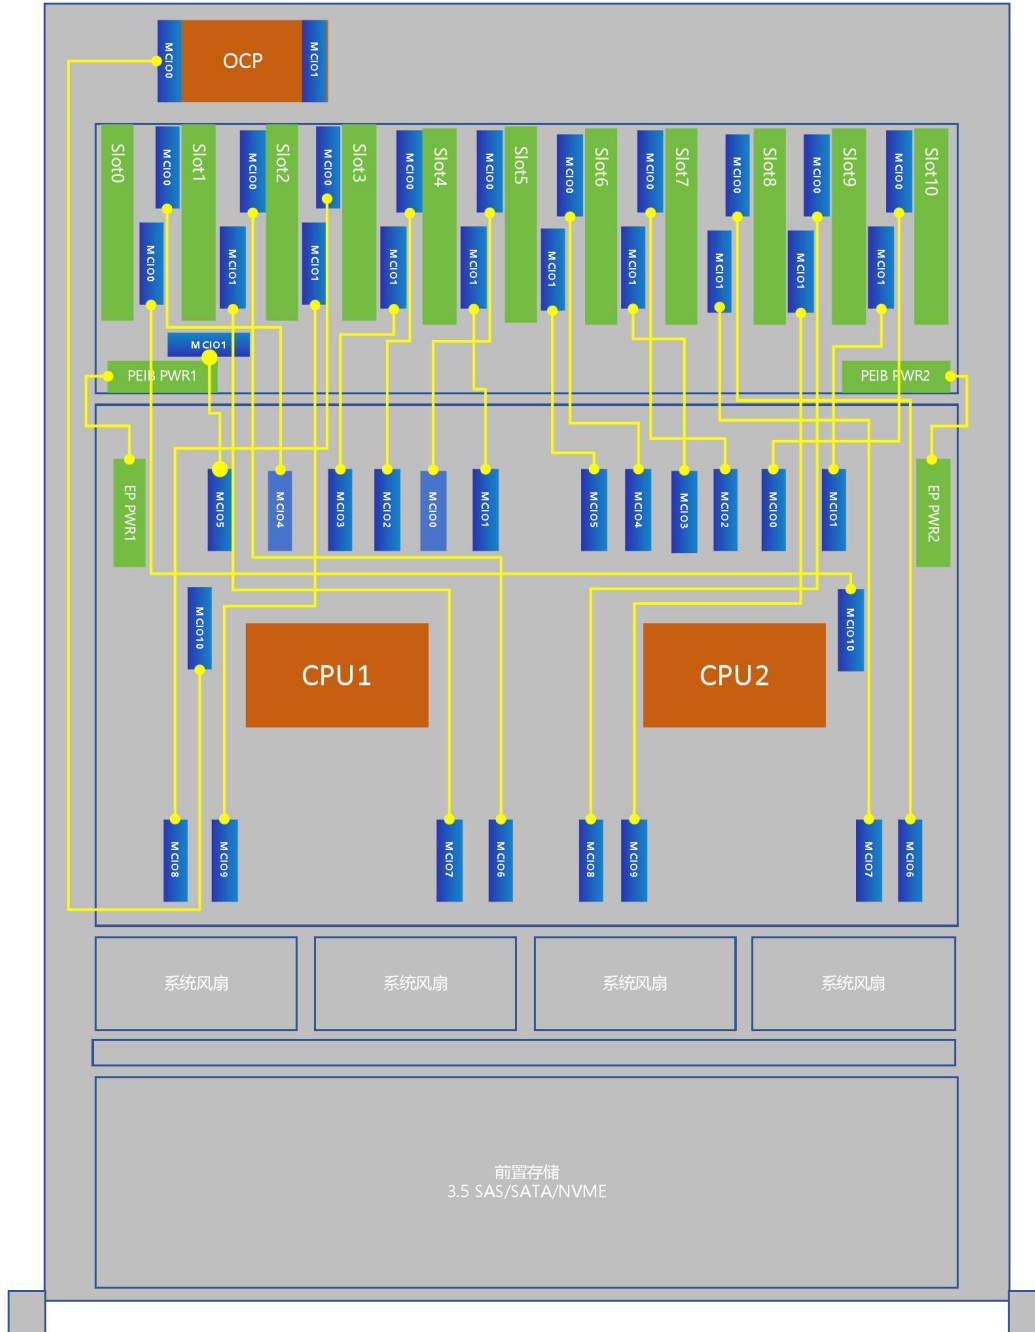 MCIO0
OCP
MCIO1
Slot0
MCIO0
Slot1
MCIO0
Slot2
MCIO0
Slot3
MCIO0
Slot4
MCIO0
Slot5
MCIO0
Slot6
MCIO0
Slot7
MCIO0
Slot8
MCIO0
Slot9
MCIO0
Slot10
MCIO0
MCIO1
MCIO1
MCIO1
MCIO1
MCIO1
MCIO1
MCIO1
MCIO1
MCIO1
MCIO1
PEIB PWR1
PEIB PWR2
EP PWR1
MCIO5
MCIO4
MCIO3
MCIO2
MCIO0
MCIO1
MCIO5
MCIO4
MCIO3
MCIO2
MCIO0
MCIO1
EP PWR2
MCIO10
CPU1
CPU2
MCIO10
MCIO8
MCIO9
MCIO7
MCIO6
MCIO8
MCIO9
MCIO7
MCIO6
系统风扇
系统风扇
系统风扇
系统风扇
前置存储
3.5 SAS/SATA/NVME